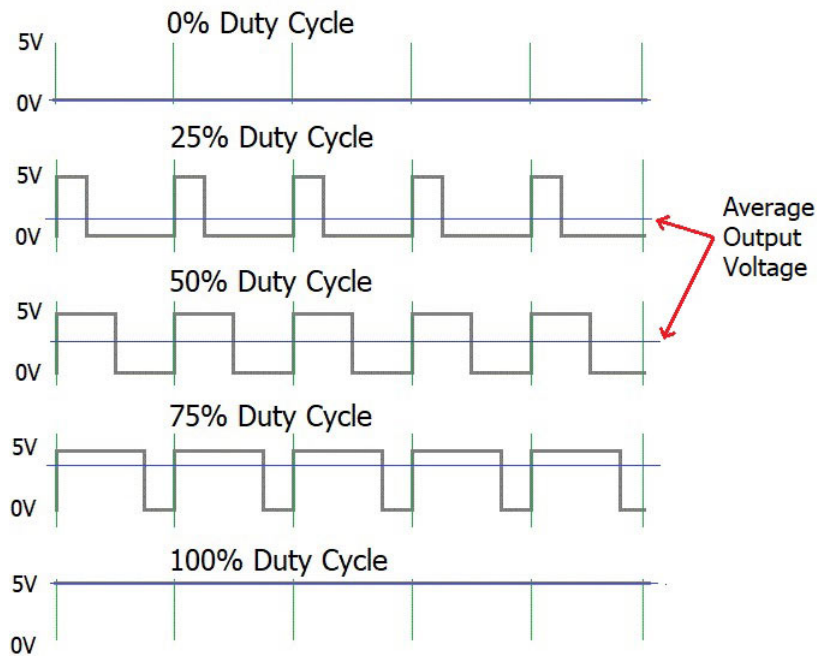 0% Duty Cycle
5V
0V
25% Duty Cycle
5V
0V
Average
Output
Voltage
50% Duty Cycle
5V
0V
75% Duty Cycle
5V
0V
100% Duty Cycle
5V
0V